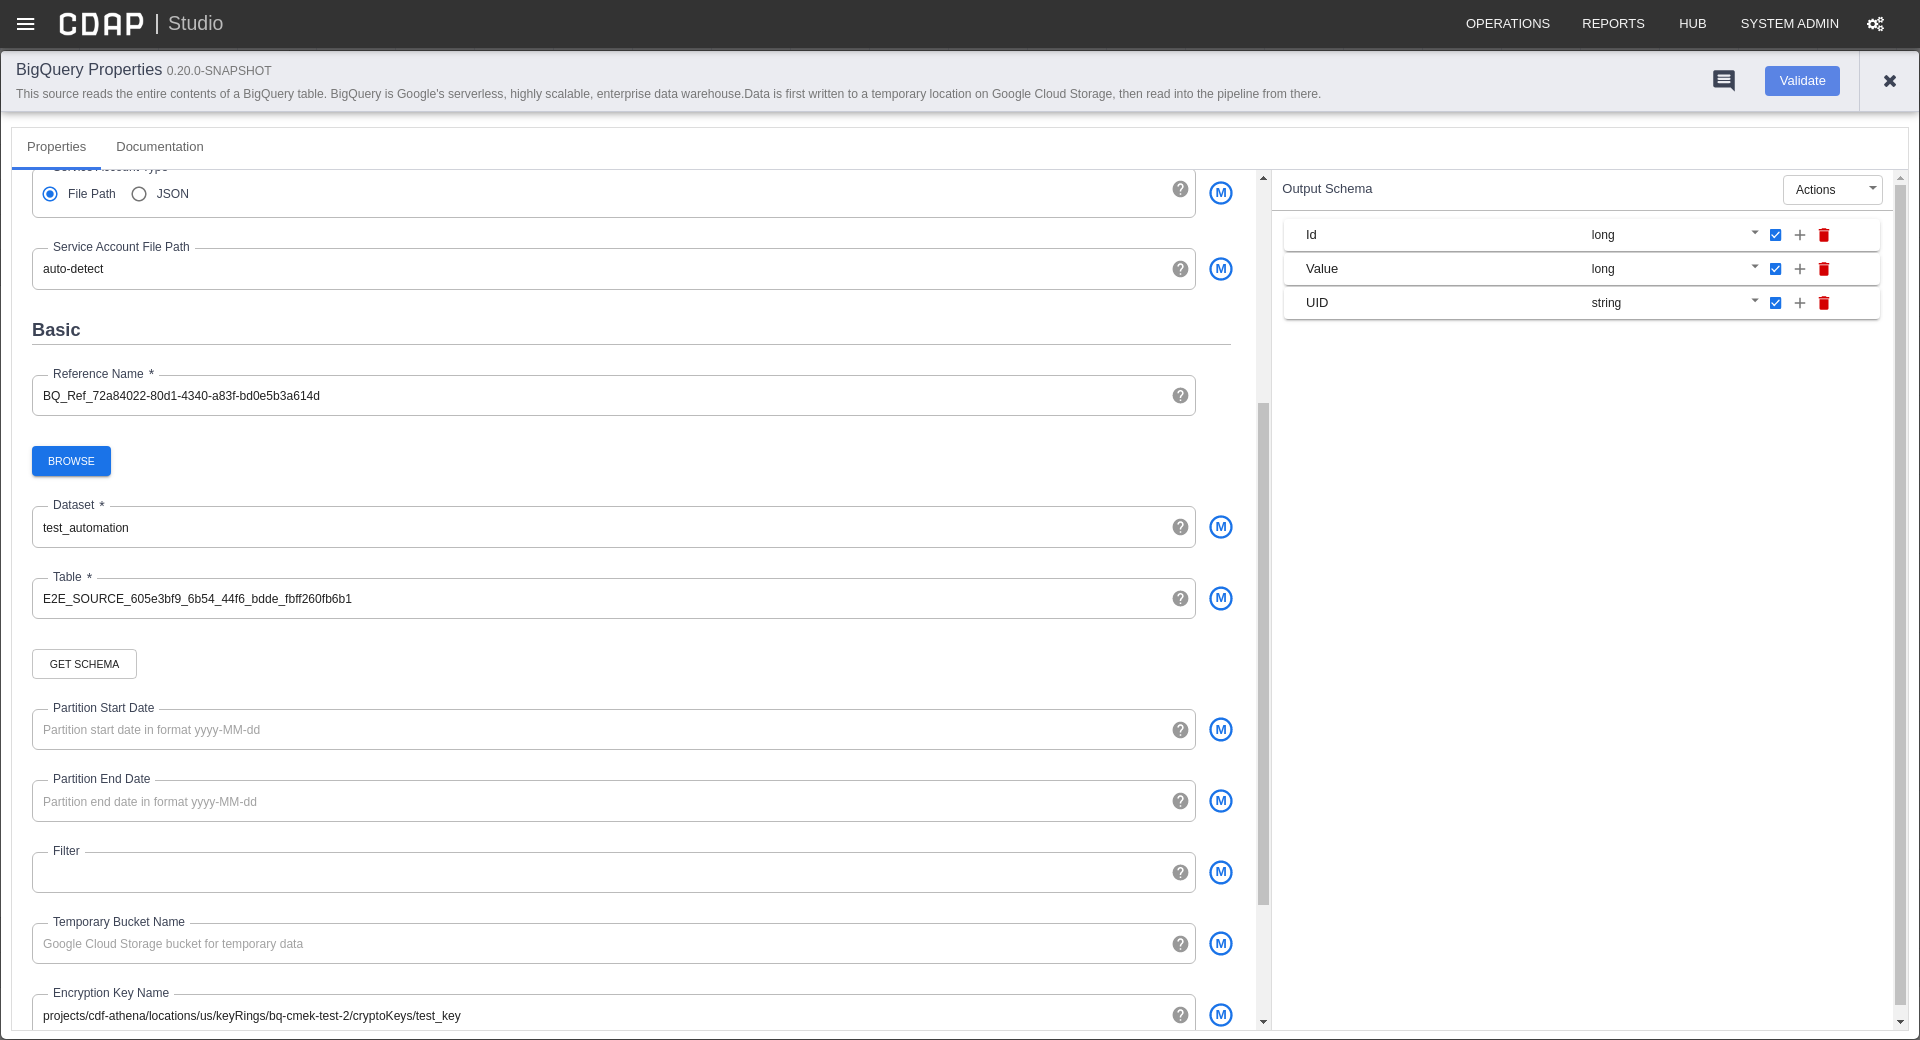 CDAP | Studio
OPERATIONS REPORTS HUB SYSTEM ADMIN
BigQuery Properties 0.20.0-SNAPSHOT
This source reads the entire contents of a BigQuery table. BigQuery is Google's serverless, highly scalable, enterprise data warehouse.Data is first written to a temporary location on Google Cloud Storage, then read into the pipeline from there.
Validate
Properties Documentation
Service Account Type
File Path JSON
M
Service Account File Path
auto-detect
M
Basic
Reference Name *
BQ_Ref_72a84022-80d1-4340-a83f-bd0e5b3a614d
BROWSE
Dataset *
test_automation
M
Table *
E2E_SOURCE_605e3bf9_6b54_44f6_bdde_fbff260fb6b1
M
GET SCHEMA
Partition Start Date
Partition start date in format yyyy-MM-dd
M
Partition End Date
Partition end date in format yyyy-MM-dd
M
Filter
M
Temporary Bucket Name
Google Cloud Storage bucket for temporary data
M
Encryption Key Name
projects/cdf-athena/locations/us/keyRings/bq-cmek-test-2/cryptoKeys/test_key
M
Output Schema
Actions
Id long
Value long
UID string